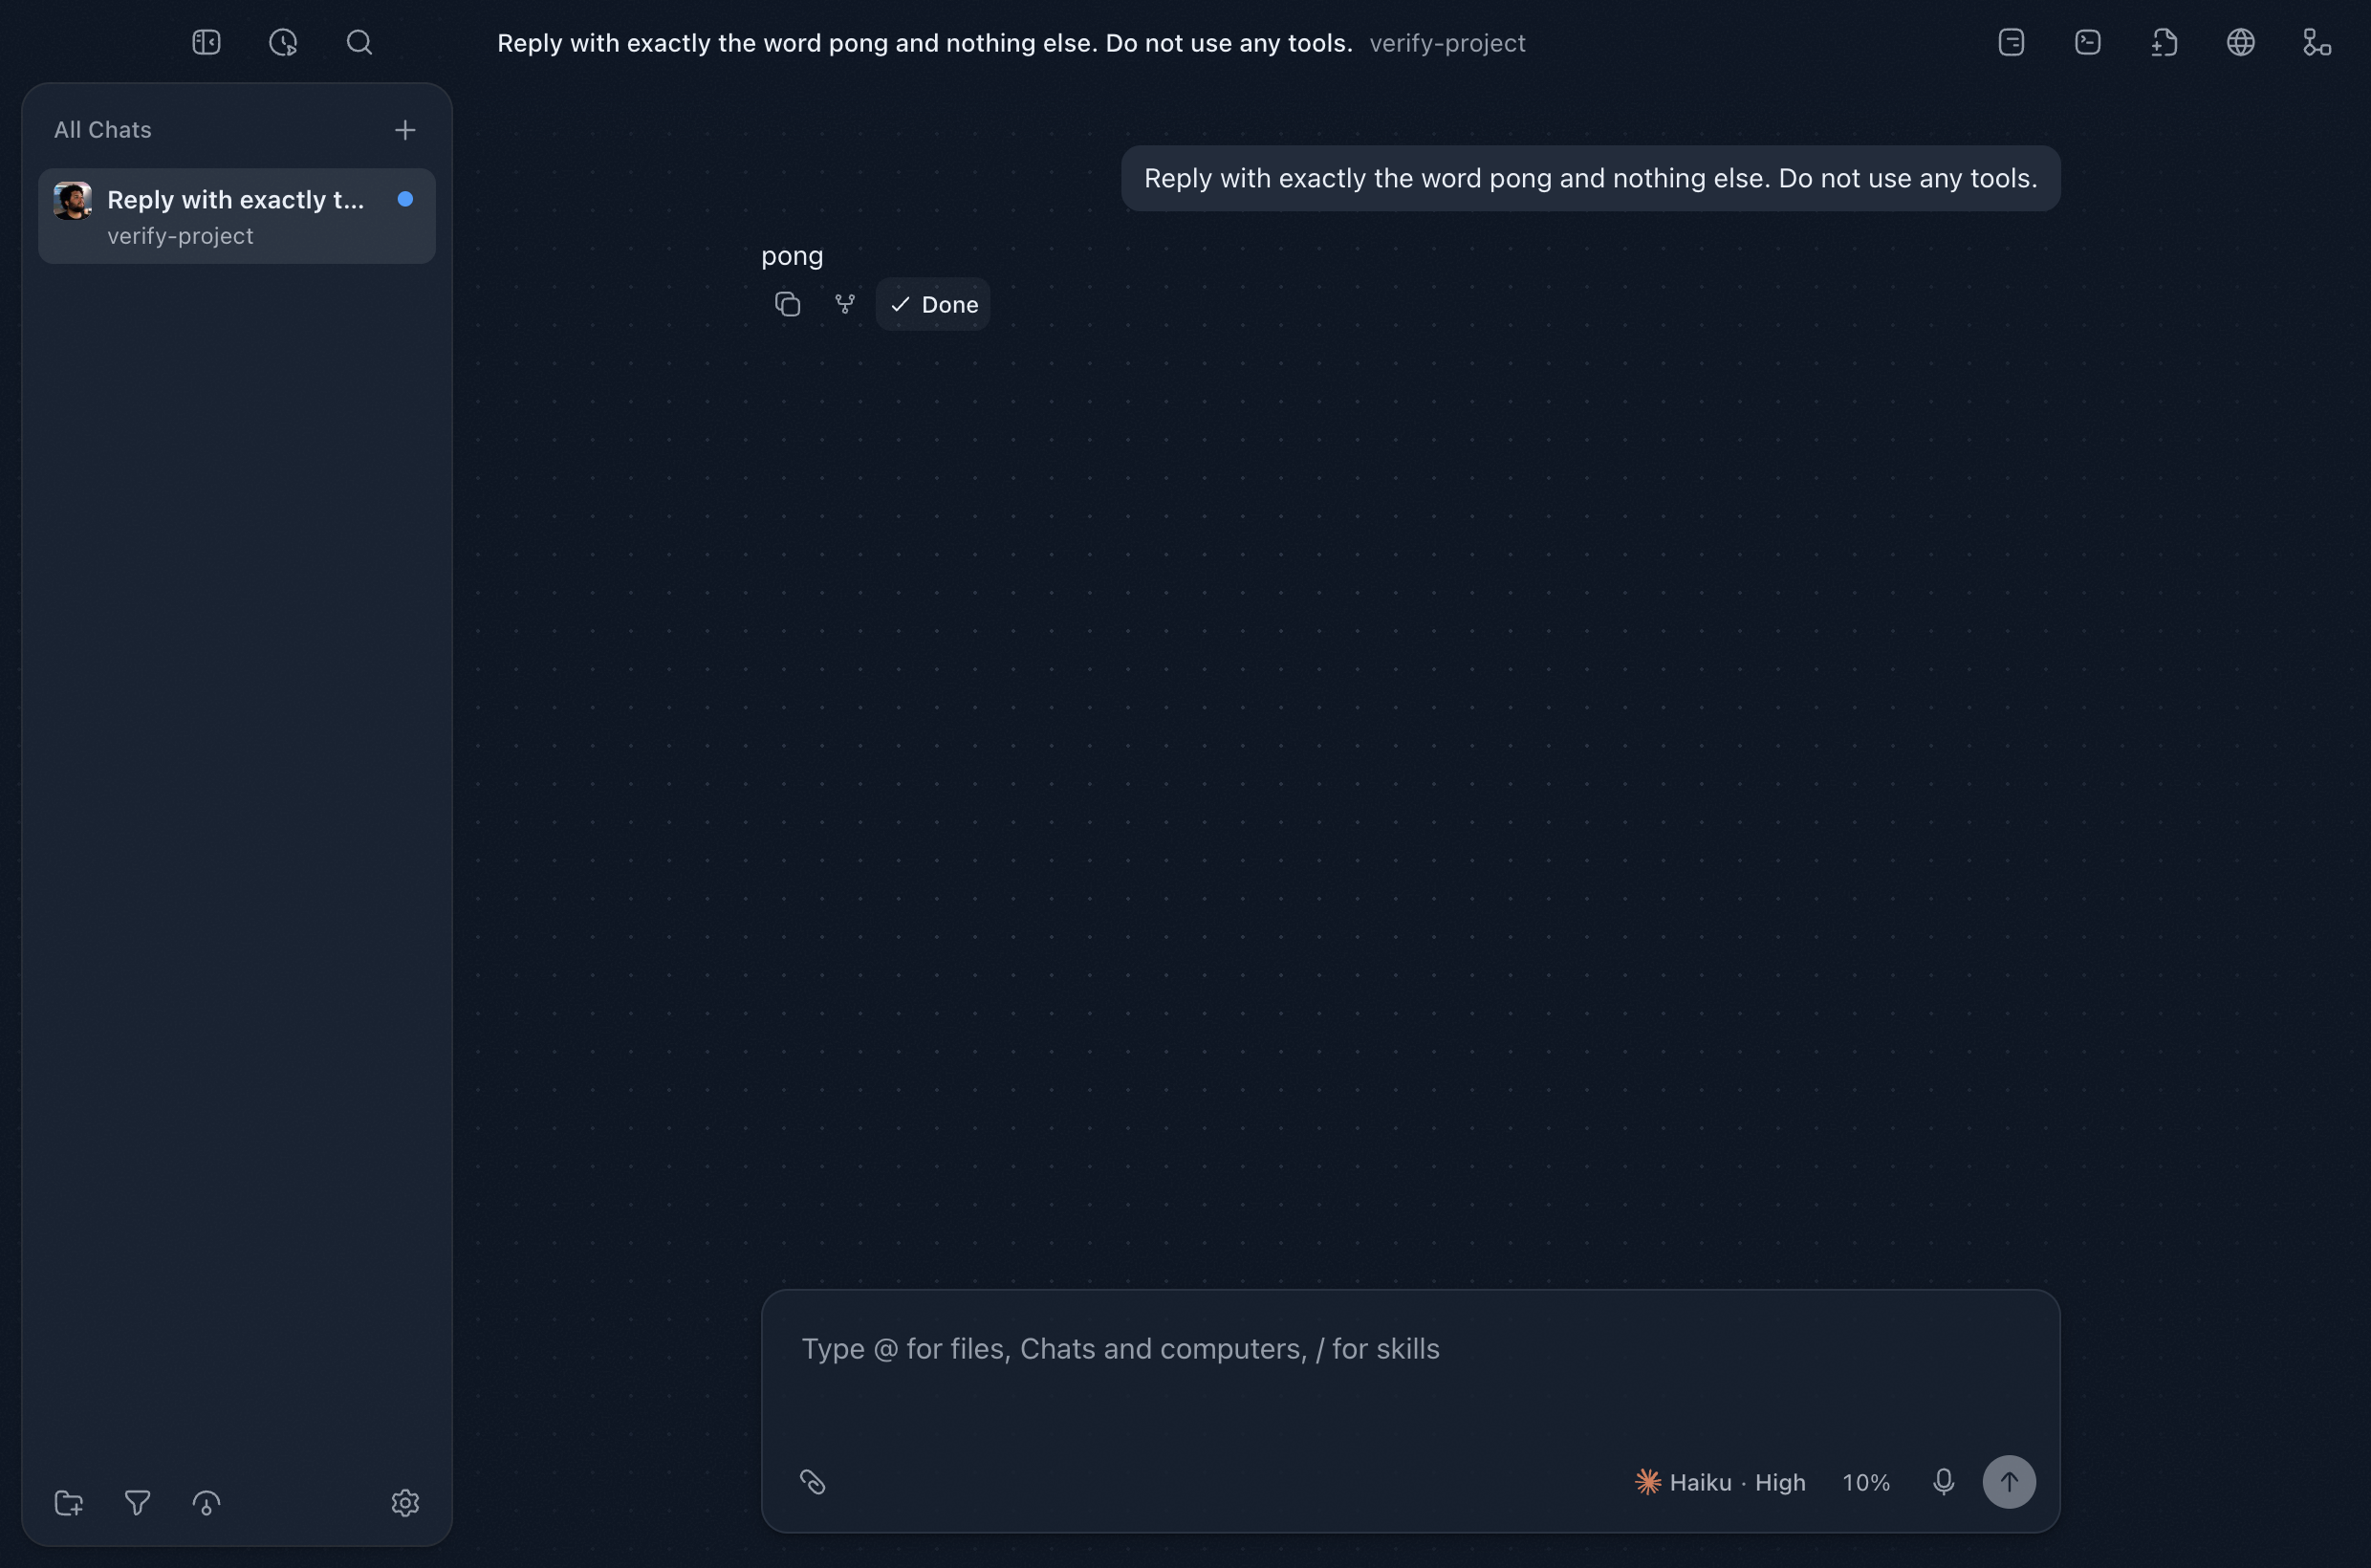 Reply with exactly the word pong and nothing else. Do not use any tools. verify-project
All Chats
Reply with exactly t...
verify-project
Reply with exactly the word pong and nothing else. Do not use any tools.
pong
Done
Type @ for files, Chats and computers, / for skills
Haiku · High 10%